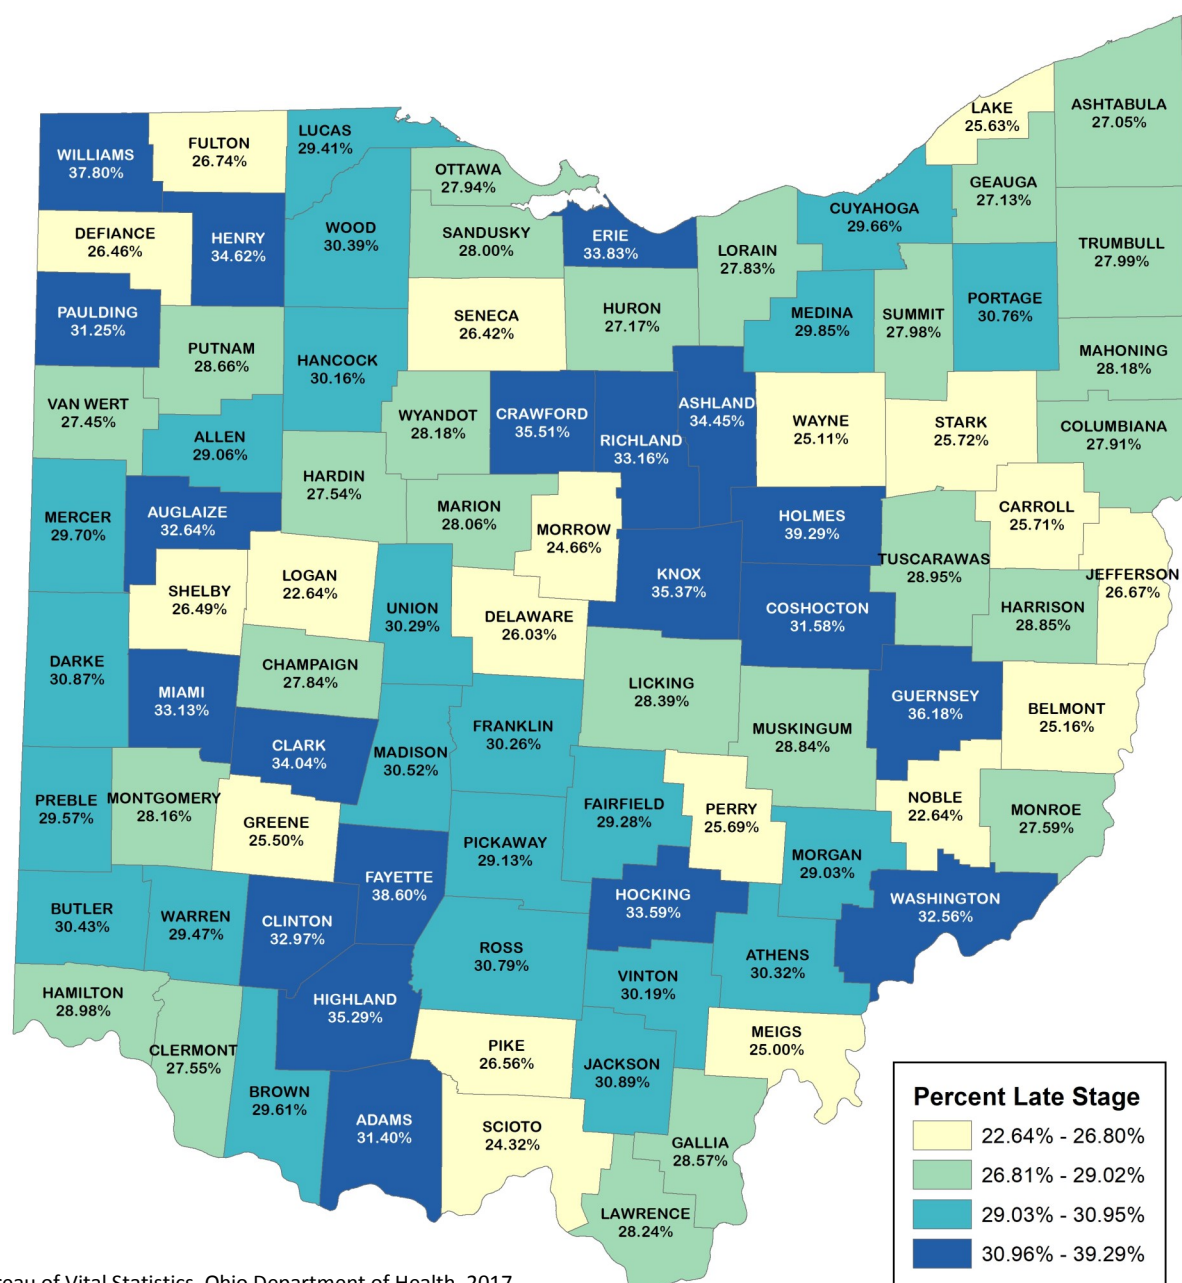 LAKE
25.63%
ASHTABULA
27.05%
WILLIAMS
37.80%
FULTON
26.74%
LUCAS
29.41%
OTTAWA
27.94%
GEAUGA
27.13%
DEFIANCE
26.46%
HENRY
34.62%
WOOD
30.39%
SANDUSKY
28.00%
ERIE
33.83%
LORAIN
27.83%
CUYAHOGA
29.66%
TRUMBULL
27.99%
PAULDING
31.25%
PUTNAM
28.66%
HANCOCK
30.16%
SENECA
26.42%
HURON
27.17%
MEDINA
29.85%
SUMMIT
27.98%
PORTAGE
30.76%
MAHONING
28.18%
VAN WERT
27.45%
ALLEN
29.06%
WYANDOT
28.18%
CRAWFORD
35.51%
RICHLAND
33.16%
ASHLAND
34.45%
WAYNE
25.11%
STARK
25.72%
COLUMBIANA
27.91%
MERCER
29.70%
AUGLAIZE
32.64%
HARDIN
27.54%
MARION
28.06%
MORROW
24.66%
HOLMES
39.29%
TUSCARAWAS
28.95%
CARROLL
25.71%
JEFFERSON
26.67%
SHELBY
26.49%
LOGAN
22.64%
UNION
30.29%
DELAWARE
26.03%
KNOX
35.37%
COSHOCTON
31.58%
HARRISON
28.85%
DARKE
30.87%
MIAMI
33.13%
CHAMPAIGN
27.84%
LICKING
28.39%
MUSKINGUM
28.84%
GUERNSEY
36.18%
BELMONT
25.16%
CLARK
34.04%
MADISON
30.52%
FRANKLIN
30.26%
PREBLE
29.57%
MONTGOMERY
28.16%
GREENE
25.50%
PICKAWAY
29.13%
FAIRFIELD
29.28%
PERRY
25.69%
NOBLE
22.64%
MONROE
27.59%
MORGAN
29.03%
FAYETTE
38.60%
HOCKING
33.59%
WASHINGTON
32.56%
BUTLER
30.43%
WARREN
29.47%
CLINTON
32.97%
ROSS
30.79%
ATHENS
30.32%
VINTON
30.19%
HAMILTON
28.98%
HIGHLAND
35.29%
CLERMONT
27.55%
BROWN
29.61%
PIKE
26.56%
JACKSON
30.89%
MEIGS
25.00%
ADAMS
31.40%
SCIOTO
24.32%
GALLIA
28.57%
LAWRENCE
28.24%
Percent Late Stage
22.64% - 26.80%
26.81% - 29.02%
29.03% - 30.95%
30.96% - 39.29%
of Vital Statistics, Ohio Department of Health, 2017